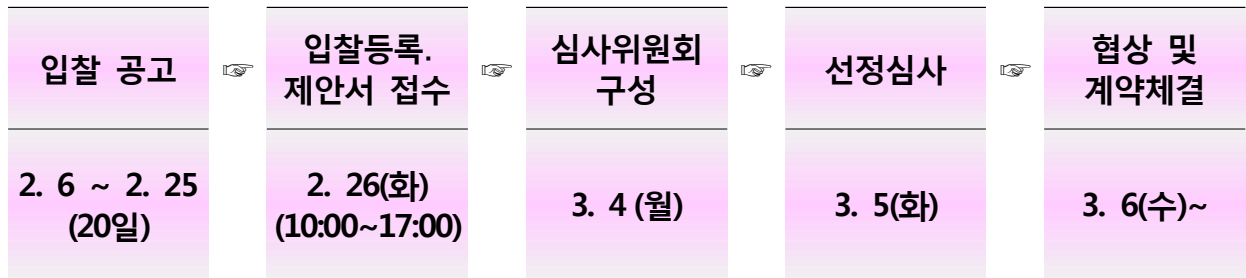 입찰 공고
☞
입찰등록.
제안서 접수
☞
심사위원회
구성
☞
선정심사
☞
협상 및
계약체결
2. 6 ~ 2. 25
(20일)
2. 26(화)
(10:00~17:00)
3. 4 (월)
3. 5(화)
3. 6(수)~